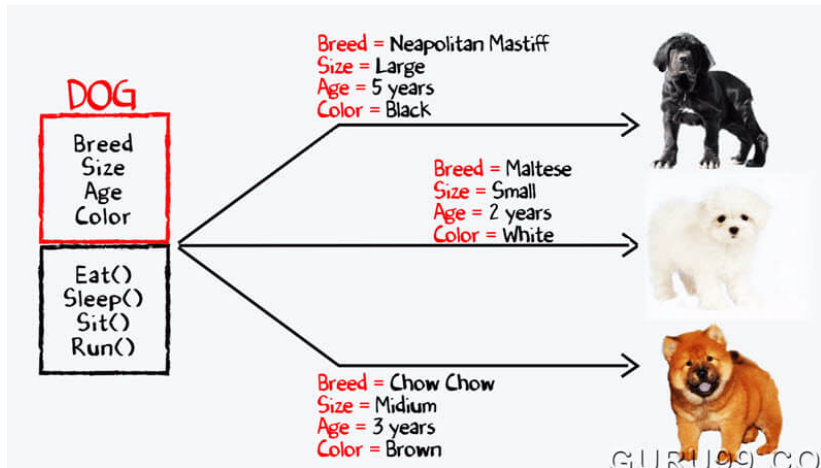 DOG
Breed
Size
Age
Color
Eat()
Sleep()
Sit()
Run()
Breed = Neapolitan Mastiff
Size = Large
Age = 5 years
Color = Black
Breed = Maltese
Size = Small
Age = 2 years
Color = White
Breed = Chow Chow
Size = Midium
Age = 3 years
Color = Brown
GURU99.CO